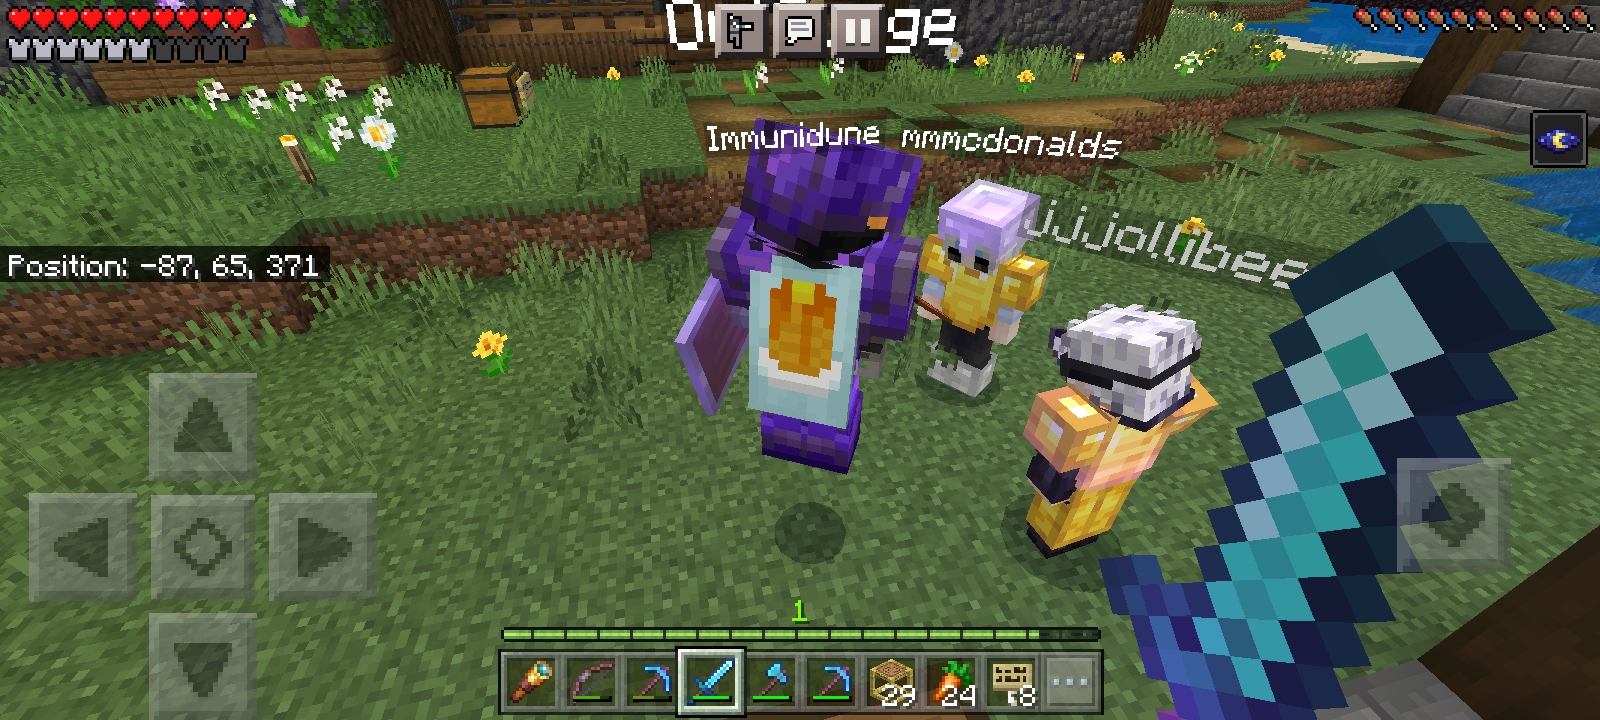 Immunidune mmmcdonalds
jjjollibee
Position: -87, 65, 371
1
29
24
8